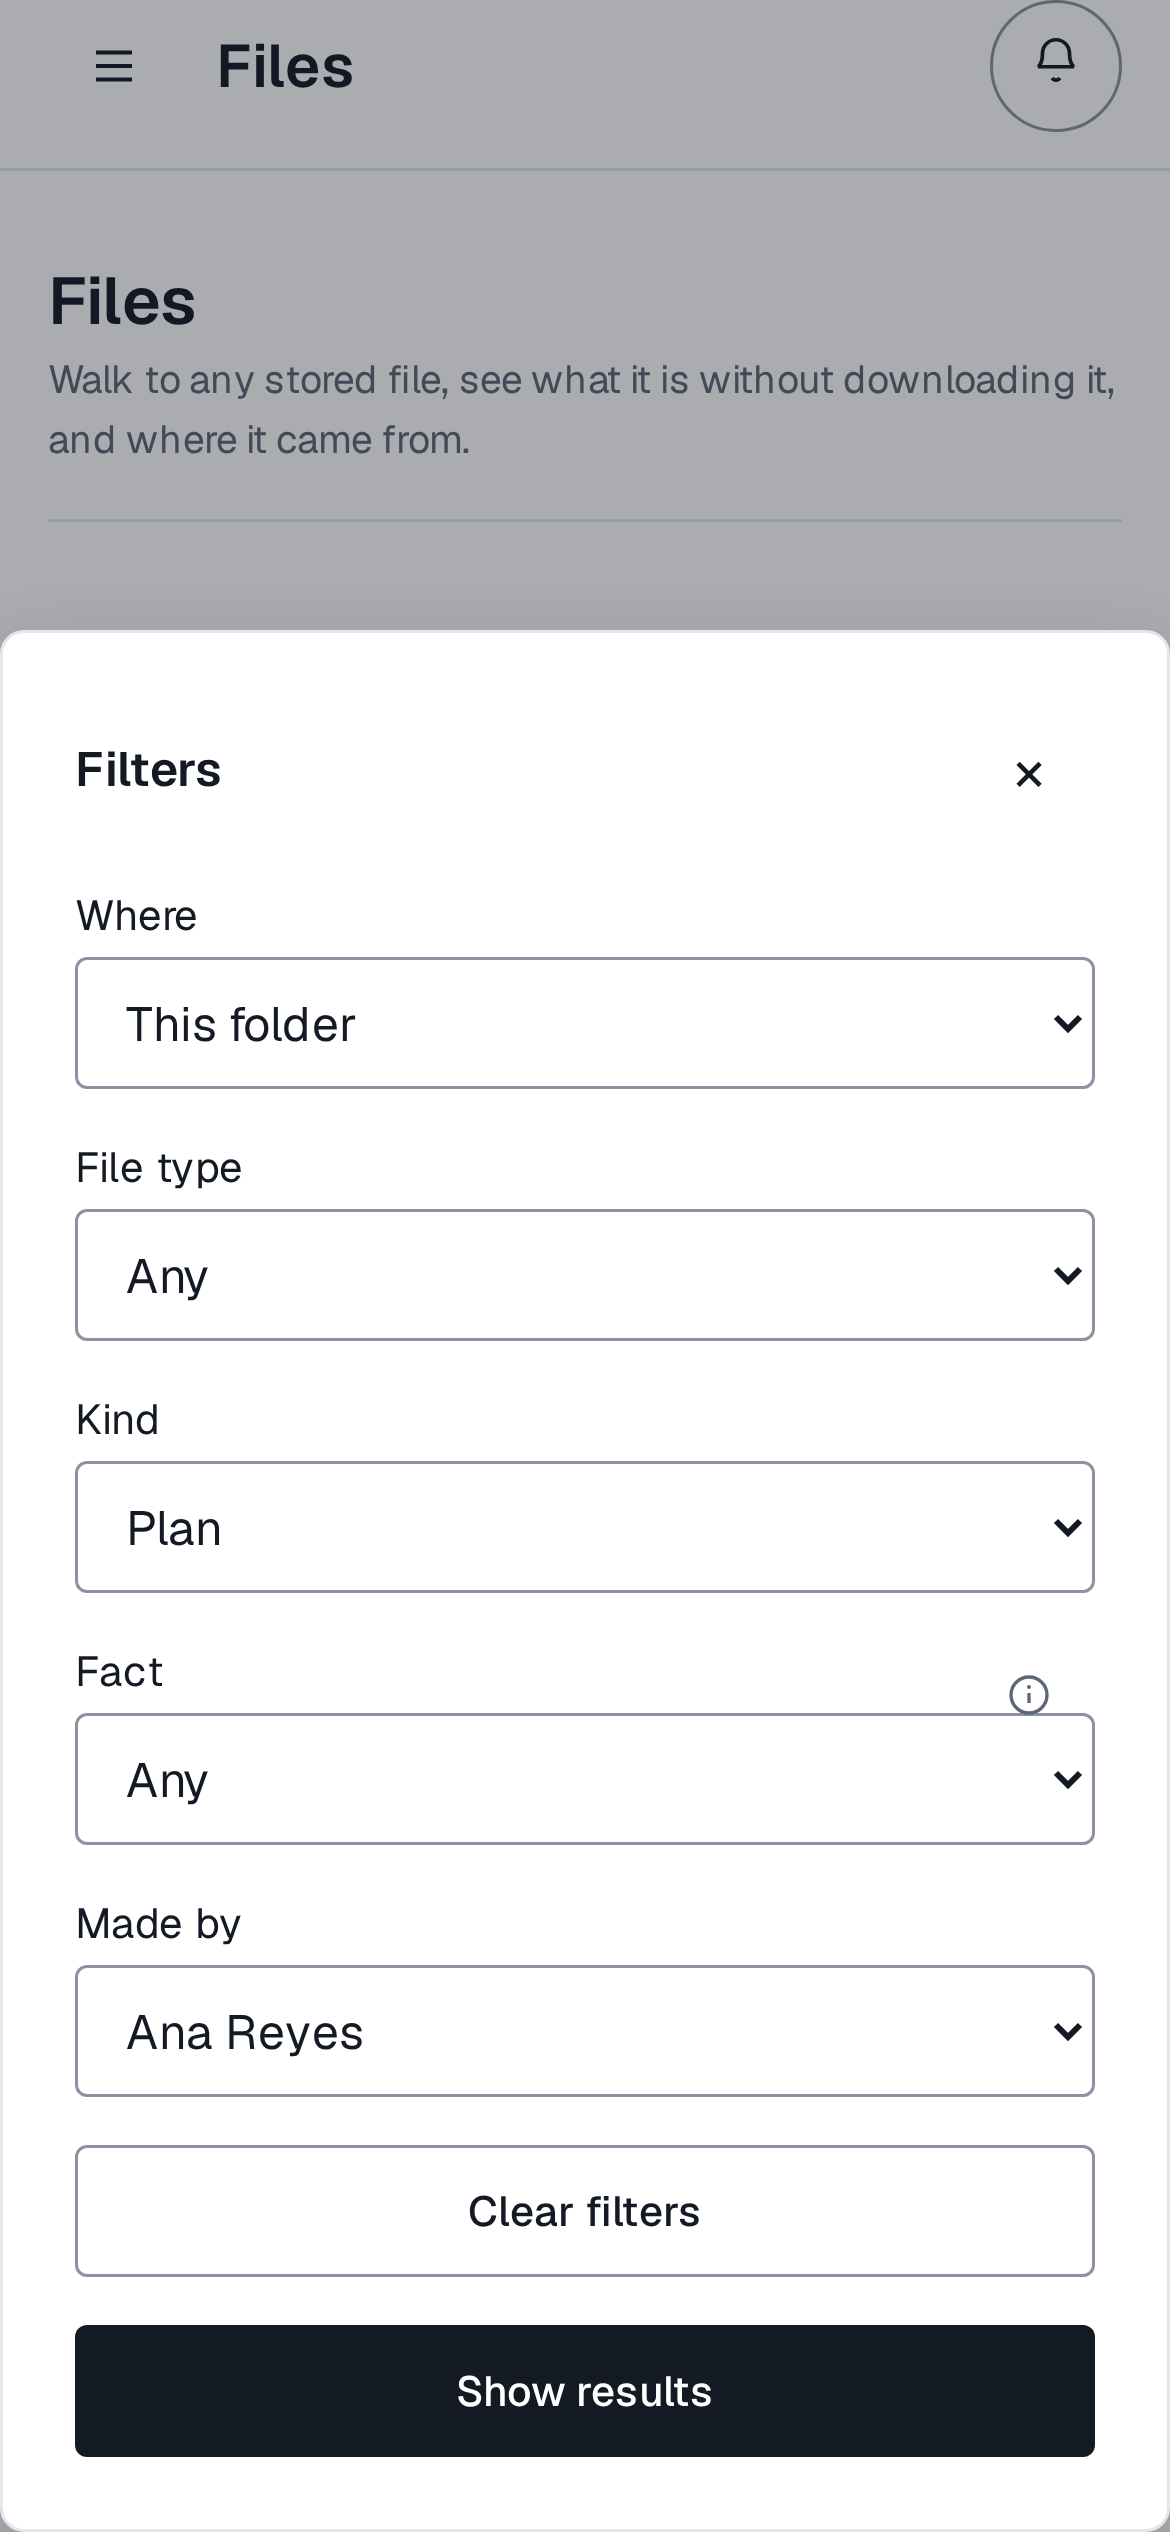 Files
Files
Walk to any stored file, see what it is without downloading it,
and where it came from.
Filters
Where
This folder
File type
Any
Kind
Plan
Fact
Any
Made by
Ana Reyes
Clear filters
Show results